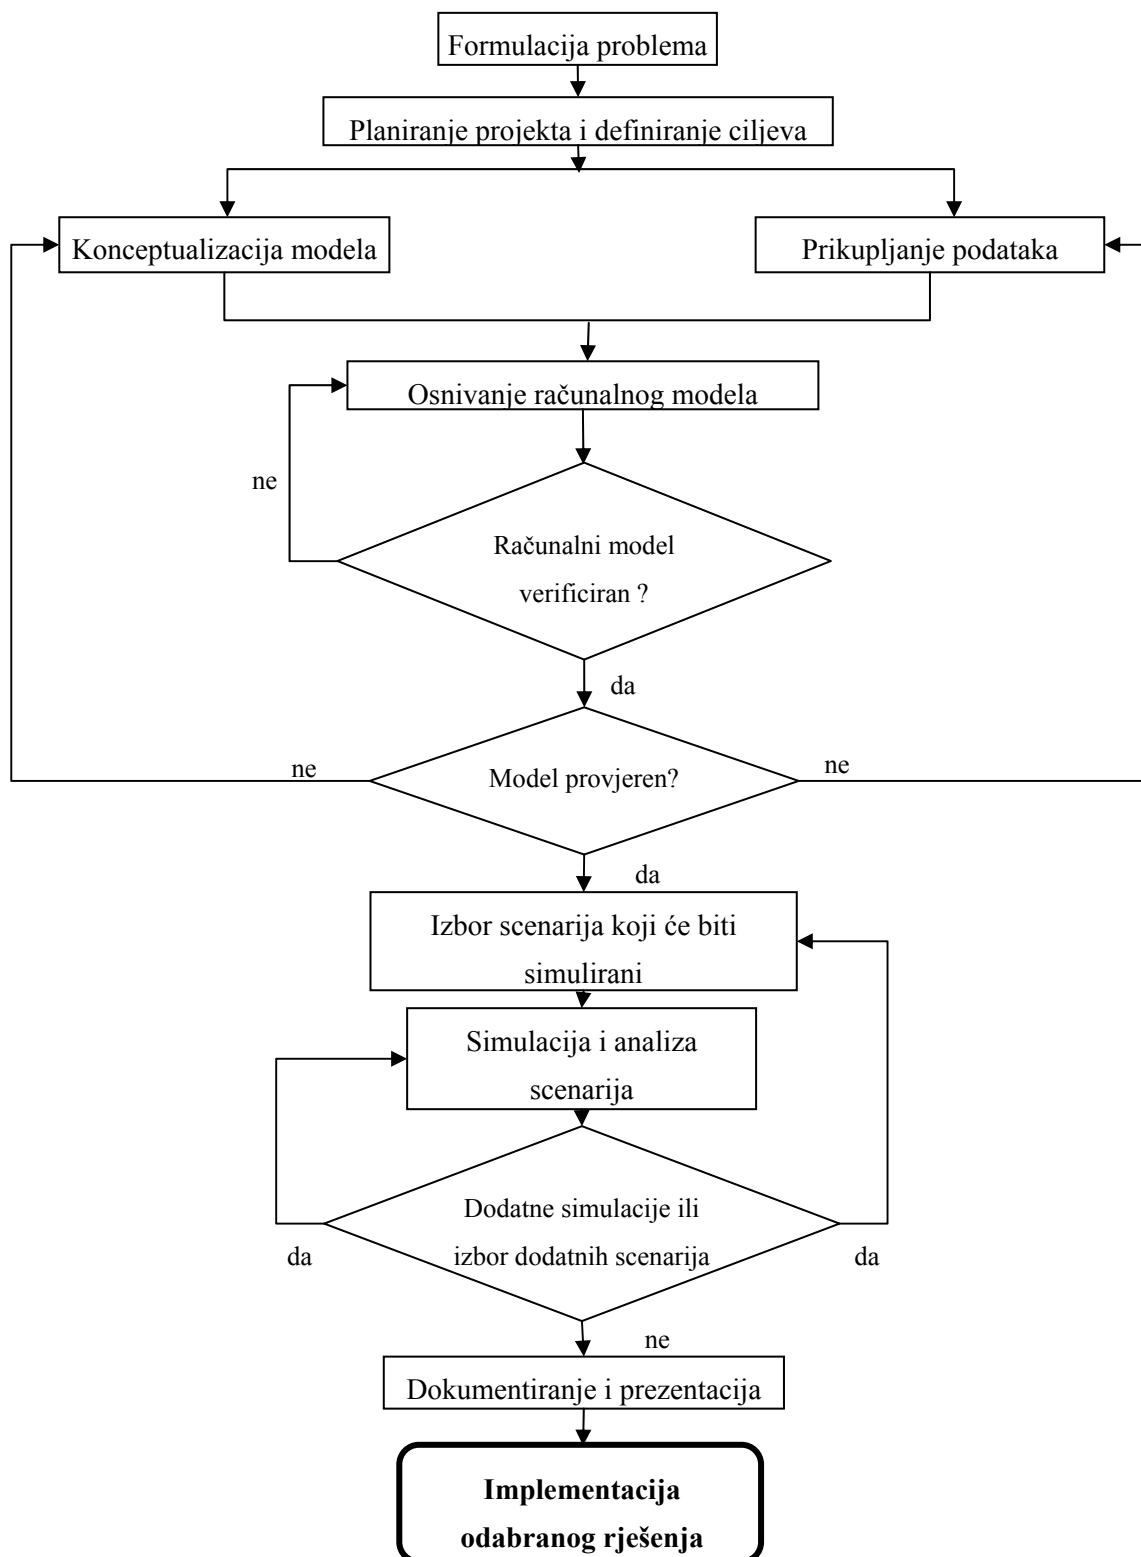 Formulacija problema
Planiranje projekta i definiranje ciljeva
Konceptualizacija modela
Prikupljanje podataka
Osnivanje računalnog modela
ne
Računalni model
verificiran ?
da
ne
Model provjeren?
ne
da
Izbor scenarija koji će biti
simulirani
Simulacija i analiza
scenarija
Dodatne simulacije ili
izbor dodatnih scenarija
da
da
ne
Dokumentiranje i prezentacija
Implementacija
odabranog rješenja